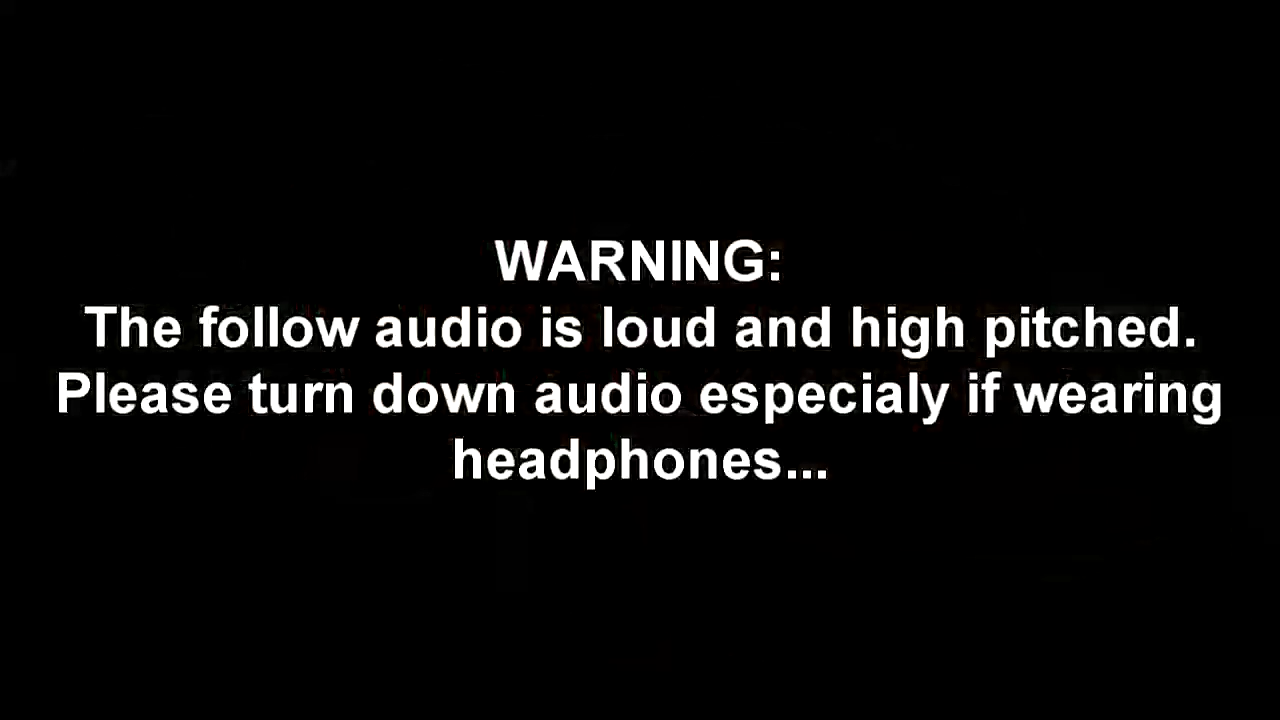 WARNING:
The follow audio is loud and high pitched.
Please turn down audio especialy if wearing
headphones...